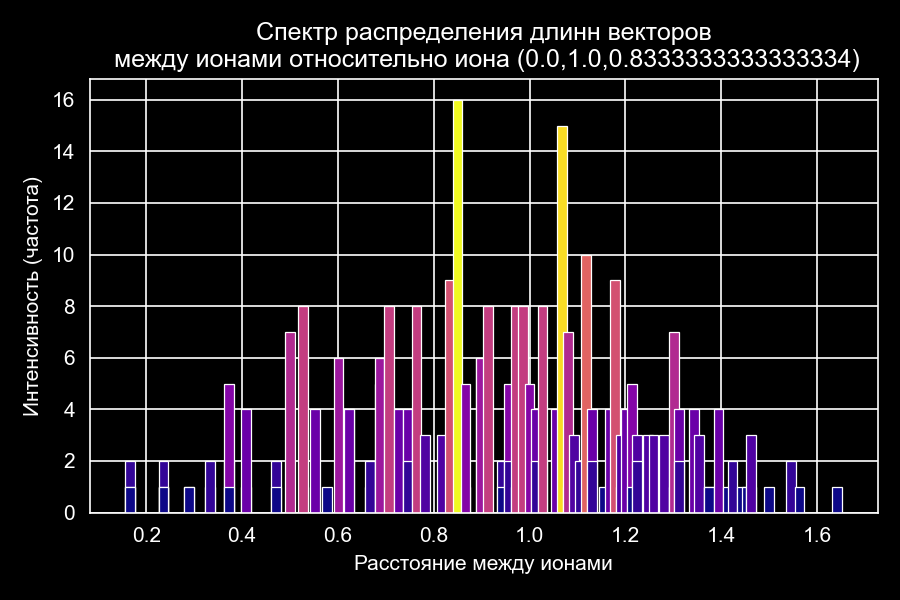 Спектр распределения длинн векторов
между ионами относительно иона (0.0,1.0,0.8333333333333334)
Интенсивность (частота)
16
14
12
10
8
6
4
2
0
0.2 0.4 0.6 0.8 1.0 1.2 1.4 1.6
Расстояние между ионами